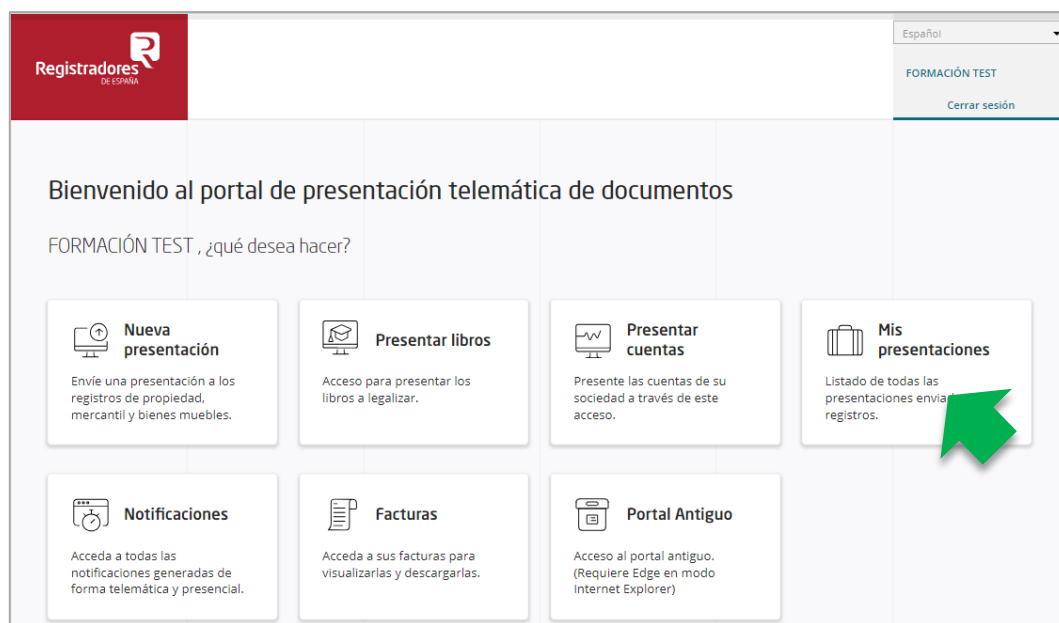 Registradores
DE ESPAÑA
Español
FORMACIÓN TEST
Cerrar sesión
Bienvenido al portal de presentación telemática de documentos
FORMACIÓN TEST , ¿qué desea hacer?
Nueva
presentación
Envíe una presentación a los
registros de propiedad,
mercantil y bienes muebles.
Presentar libros
Acceso para presentar los
libros a legalizar.
Presentar
cuentas
Presente las cuentas de su
sociedad a través de este
acceso.
Mis
presentaciones
Listado de todas las
presentaciones
registros.
Notificaciones
Acceda a todas las
notificaciones generadas de
forma telemática y presencial.
Facturas
Acceda a sus facturas para
visualizarlas y descargarlas.
Portal Antiguo
Acceso al portal antiguo.
(Requiere Edge en modo
Internet Explorer)